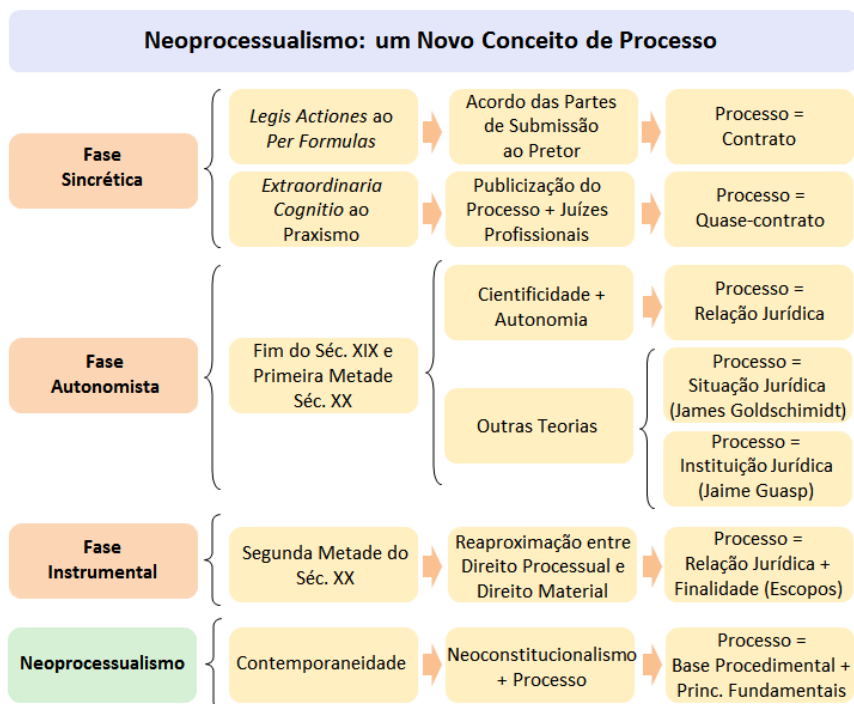 Neoprocessualismo: um Novo Conceito de Processo
Fase
Sincrética
Legis Actiones ao
Per Formulas
Acordo das Partes
de Submissão
ao Pretor
Processo =
Contrato
Extraordinaria
Cognitio ao
Praxismo
Publicização do
Processo + Juízes
Profissionais
Processo =
Quase-contrato
Fase
Autonomista
Fim do Séc. XIX e
Primeira Metade
Séc. XX
Cientificidade +
Autonomia
Processo =
Relação Jurídica
Outras Teorias
Processo =
Situação Jurídica
(James Goldschimidt)
Processo =
Instituição Jurídica
(Jaime Guasp)
Fase
Instrumental
Segunda Metade do
Séc. XX
Reaproximação entre
Direito Processual e
Direito Material
Processo =
Relação Jurídica +
Finalidade (Escopos)
Neoprocessualismo
Contemporaneidade
Neoconstitucionalismo
+ Processo
Processo =
Base Procedimental +
Princ. Fundamentais